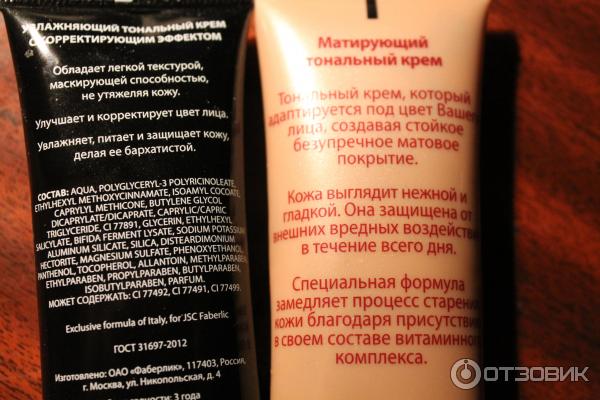 УВЛАЖНЯЮЩИЙ ТОНАЛЬНЫЙ КРЕМ
С КОРРЕКТИРУЮЩИМ ЭФФЕКТОМ
Обладает легкой текстурой,
маскирующей способностью,
не утяжеляя кожу.
Улучшает и корректирует цвет лица.
Увлажняет, питает и защищает кожу,
делая ее бархатистой.
СОСТАВ: AQUA, POLYGLYCERYL-3 POLYRICINOLEATE,
ETHYLHEXYL METHOXYCINNAMATE, ISOAMYL COCOATE,
CAPRYLYL METHICONE, BUTYLENE GLYCOL
DICAPRYLATE/DICAPRATE, CAPRYLIC/CAPRIC
TRIGLYCERIDE, CI 77891, GLYCERIN, ETHYLHEXYL
SALICYLATE, BIFIDA FERMENT LYSATE, SODIUM POTASSIUM
ALUMINUM SILICATE, SILICA, DISTEARDIMONIUM
HECTORITE, MAGNESIUM SULFATE, PHENOXYETHANOL,
PANTHENOL, TOCOPHEROL, ALLANTOIN, METHYLPARABEN,
ETHYLPARABEN, PROPYLPARABEN, BUTYLPARABEN,
ISOBUTYLPARABEN, PARFUM.
МОЖЕТ СОДЕРЖАТЬ: CI 77492, CI 77491, CI 77499.
Exclusive formula of Italy, for JSC Faberlic
ГОСТ 31697-2012
Изготовлено: ОАО «Фаберлик», 117403, Россия,
г. Москва, ул. Никопольская, д. 4
Срок годности: 3 года
Матирующий
тональный крем
Тональный крем, который
адаптируется под цвет Вашего
лица, создавая стойкое
безупречное матовое
покрытие.
Кожа выглядит нежной и
гладкой. Она защищена от
внешних вредных воздействий
в течение всего дня.
Специальная формула
замедляет процесс старения
кожи благодаря присутствию
в своем составе витаминного
комплекса.
ОТЗОВИК